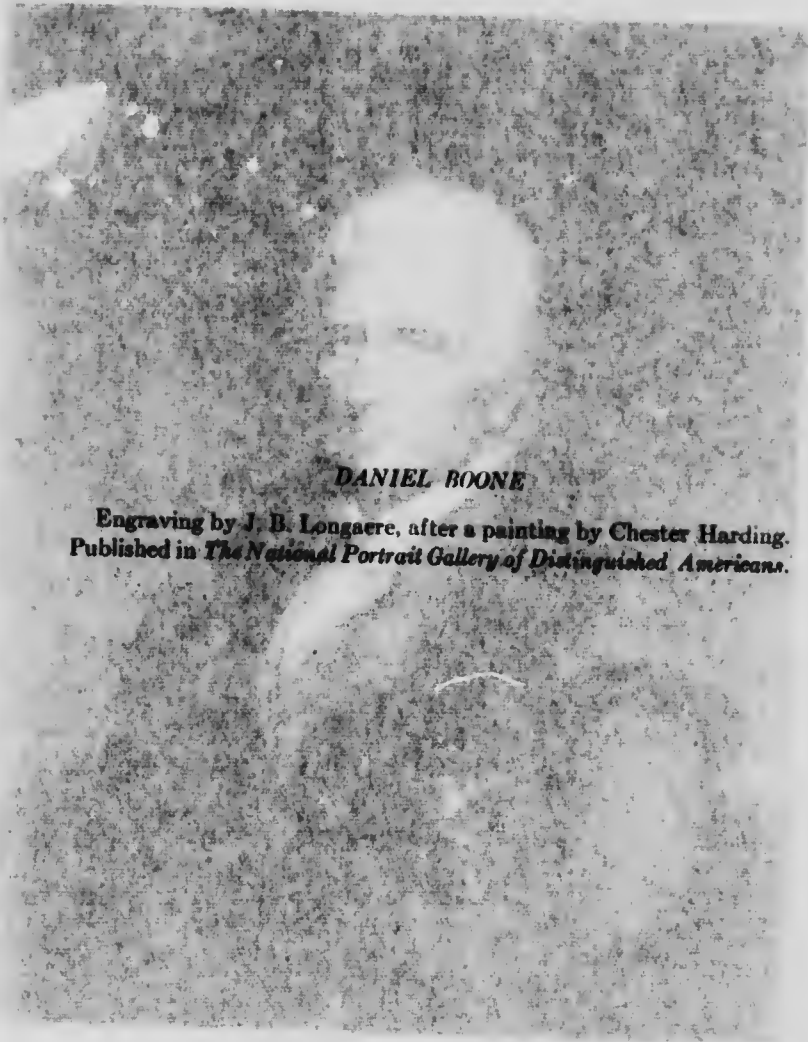 DANIEL BOONE
Engraving by J. B. Longacre, after a painting by Chester Harding.
Published in The National Portrait Gallery of Distinguished Americans.